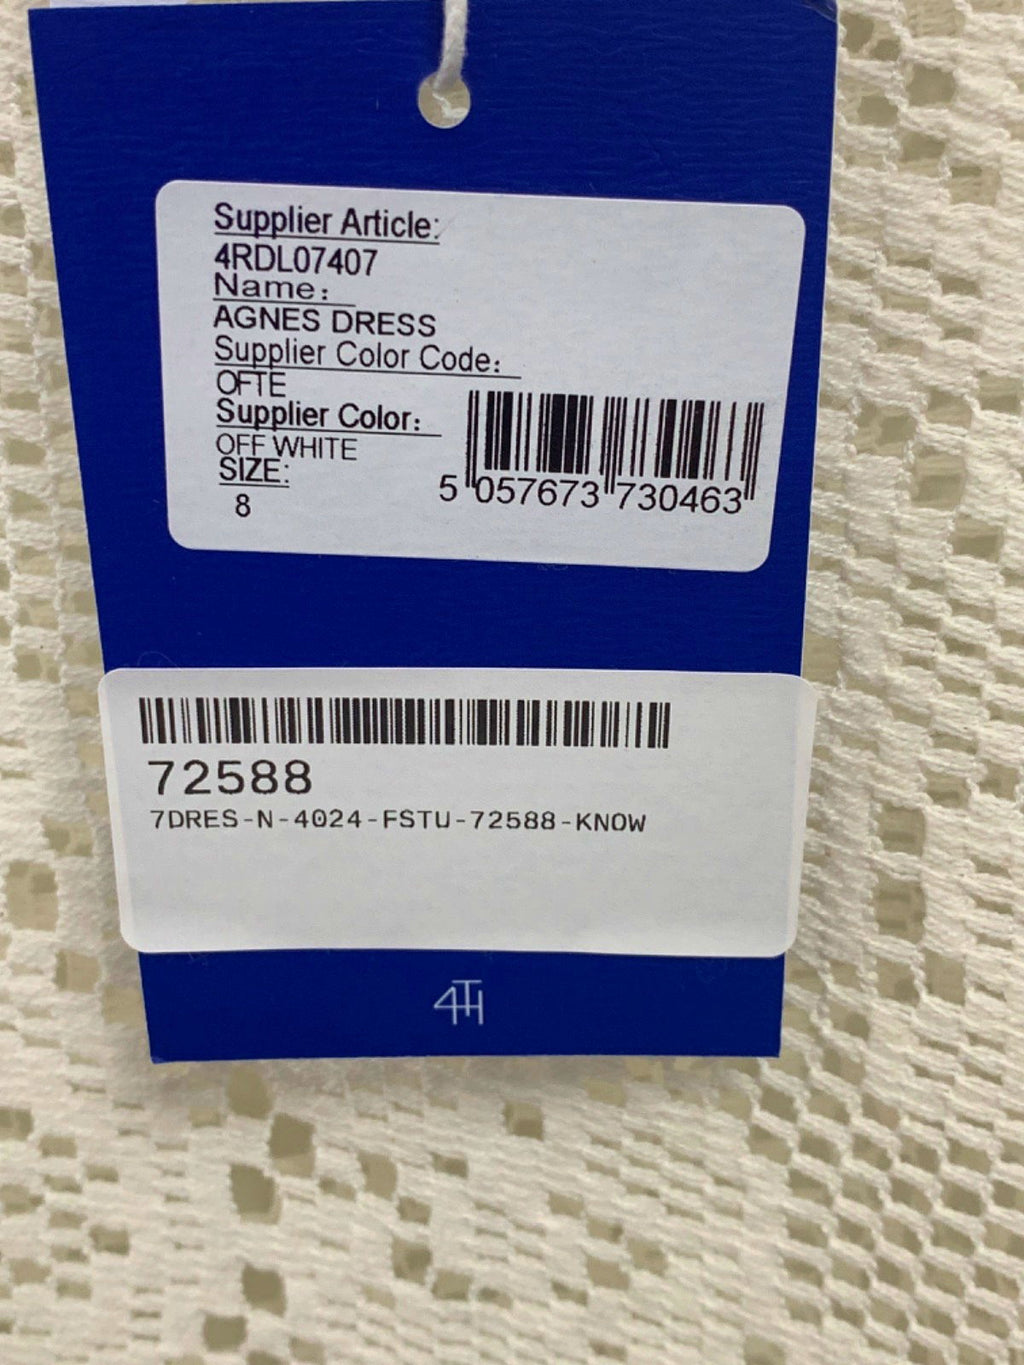 Supplier Article:
4RDL07407
Name:
AGNES DRESS
Supplier Color Code:
OFTE
Supplier Color:
OFF WHITE
SIZE:
8
5 057673 730463
72588
7DRES-N-4024-FSTU-72588-KNOW
4TH